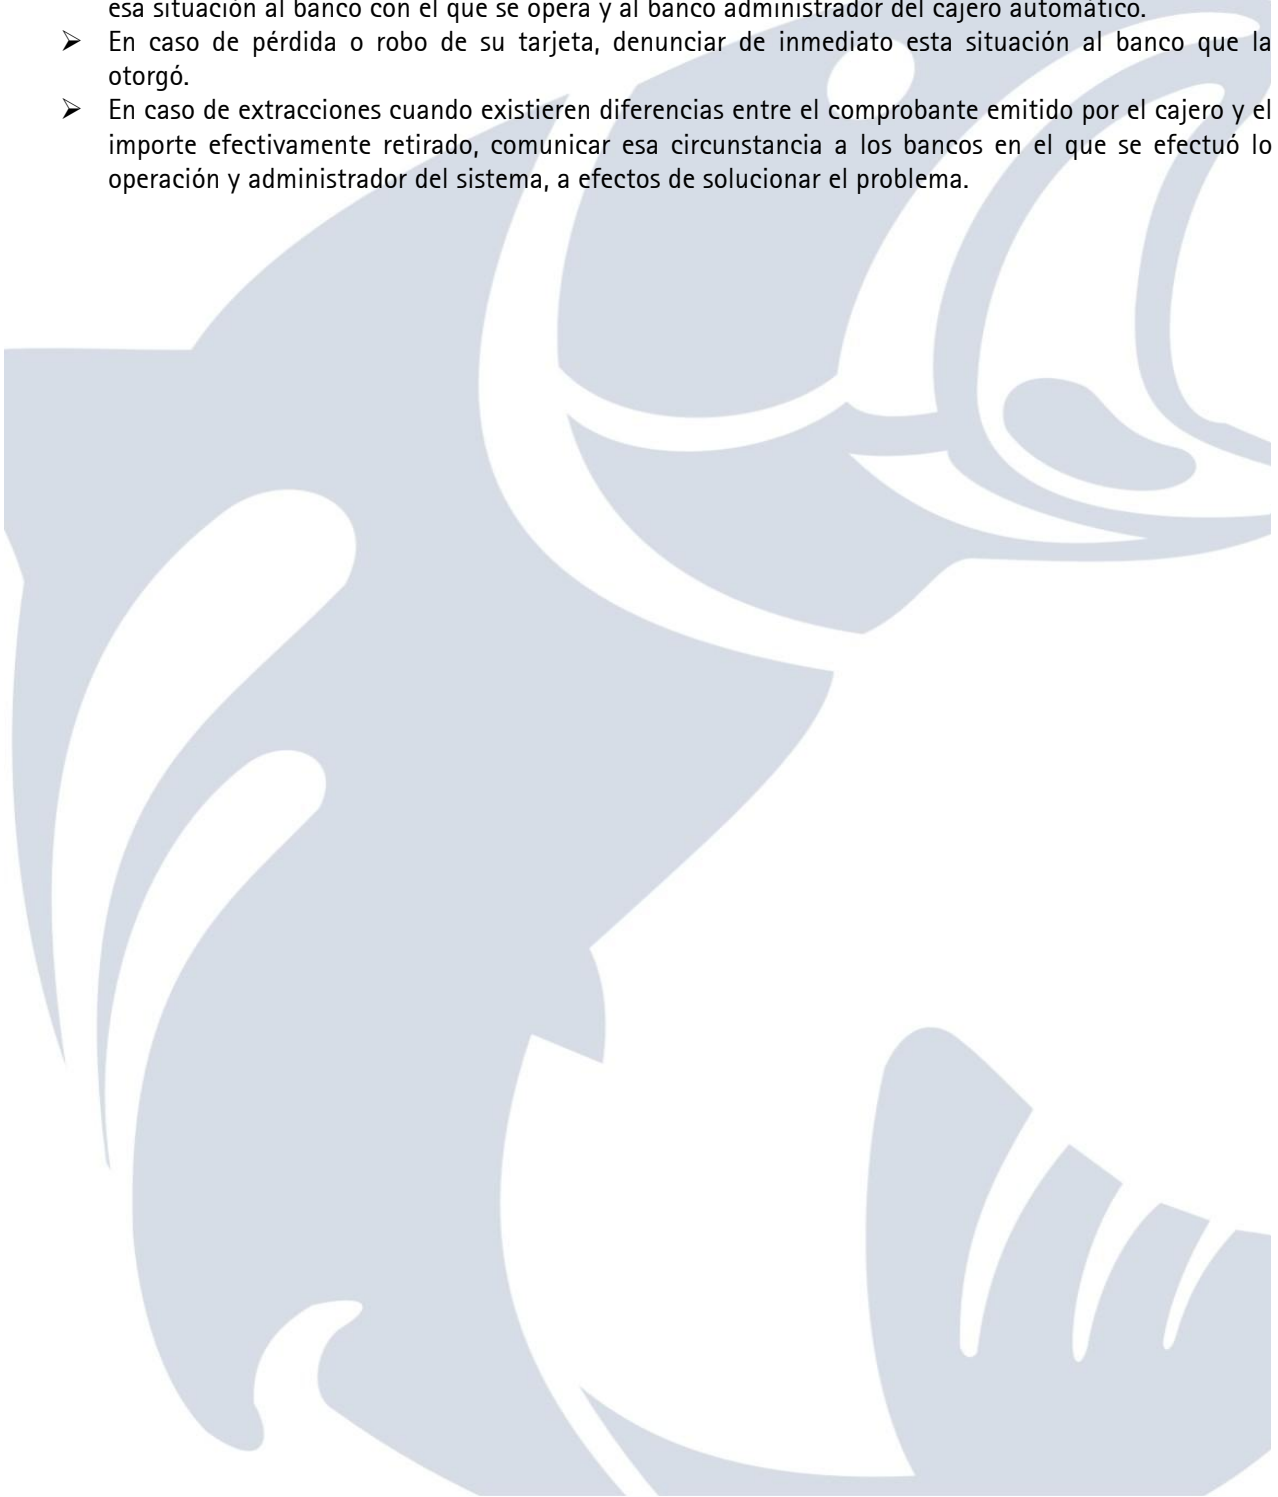 esa situación al banco con el que se opera y al banco administrador del cajero automático.
➢ En caso de pérdida o robo de su tarjeta, denunciar de inmediato esta situación al banco que la
otorgó.
➢ En caso de extracciones cuando existieren diferencias entre el comprobante emitido por el cajero y el
importe efectivamente retirado, comunicar esa circunstancia a los bancos en el que se efectuó lo
operación y administrador del sistema, a efectos de solucionar el problema.